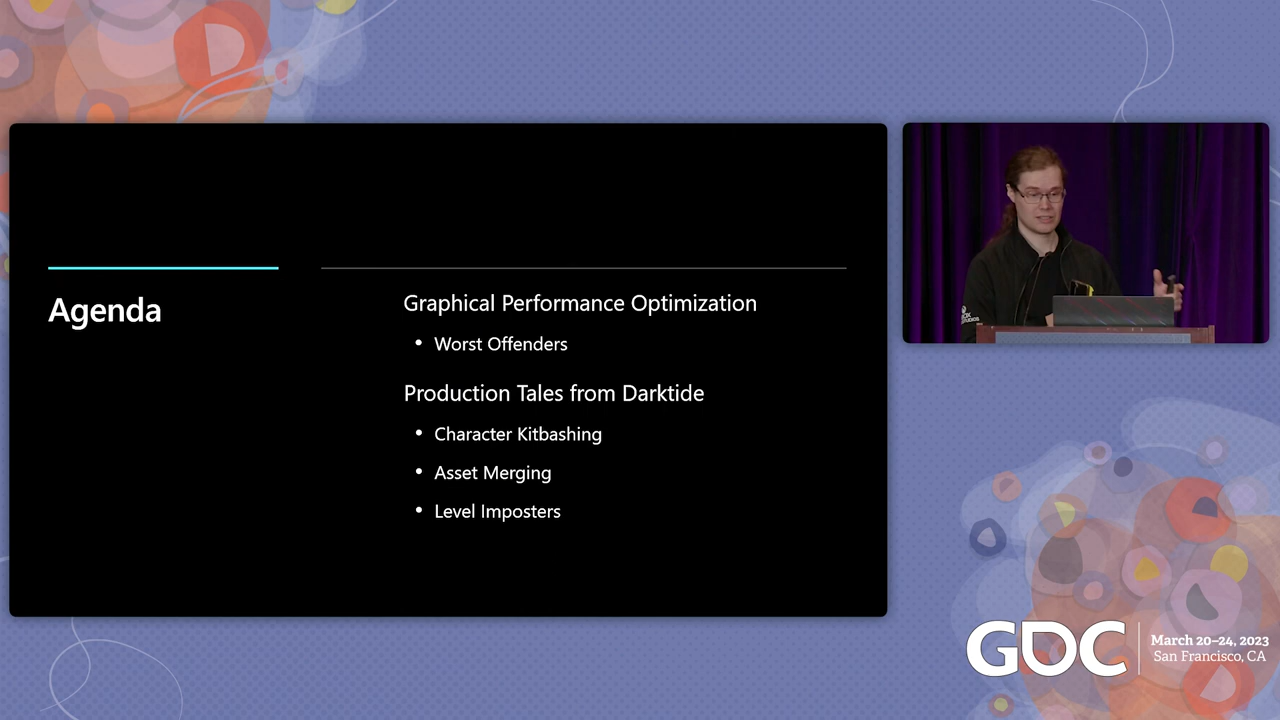 Agenda
Graphical Performance Optimization
• Worst Offenders
Production Tales from Darktide
• Character Kitbashing
• Asset Merging
• Level Imposters
GDC
March 20–24, 2023
San Francisco, CA